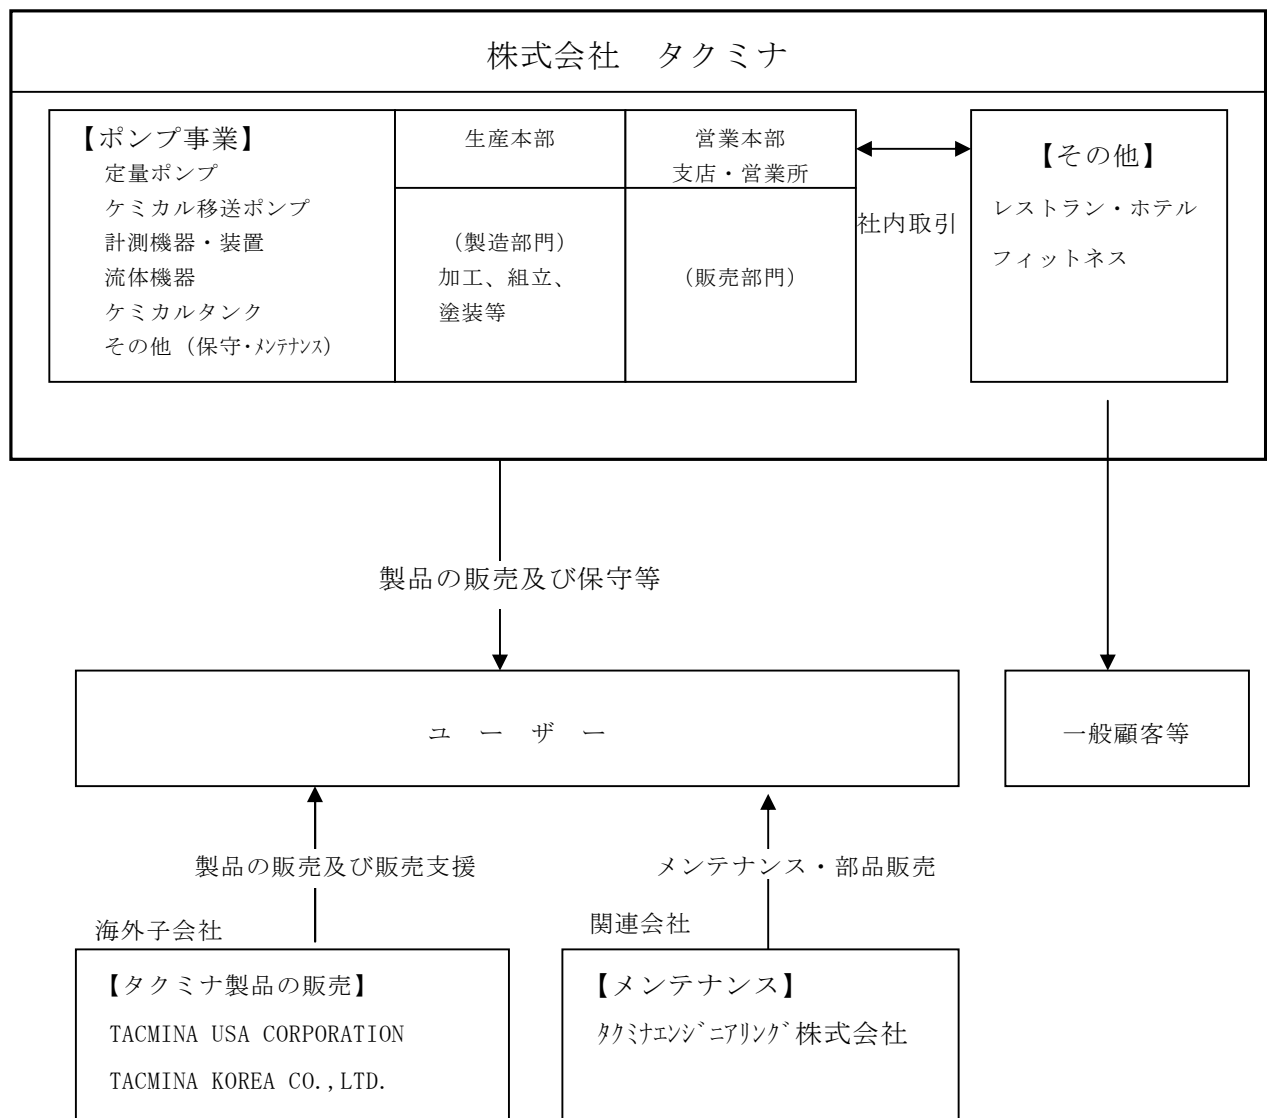 株式会社　タクミナ
【ポンプ事業】
定量ポンプ
ケミカル移送ポンプ
計測機器・装置
流体機器
ケミカルタンク
その他（保守･ﾒﾝﾃﾅﾝｽ）
生産本部
（製造部門）
加工、組立、
塗装等
営業本部
支店・営業所
（販売部門）
社内取引
【その他】
レストラン・ホテル
フィットネス
製品の販売及び保守等
ユ　ー　ザ　ー
一般顧客等
製品の販売及び販売支援
メンテナンス・部品販売
海外子会社
【タクミナ製品の販売】
TACMINA USA CORPORATION
TACMINA KOREA CO.,LTD.
関連会社
【メンテナンス】
ﾀｸﾐﾅｴﾝｼﾞﾆｱﾘﾝｸﾞ株式会社